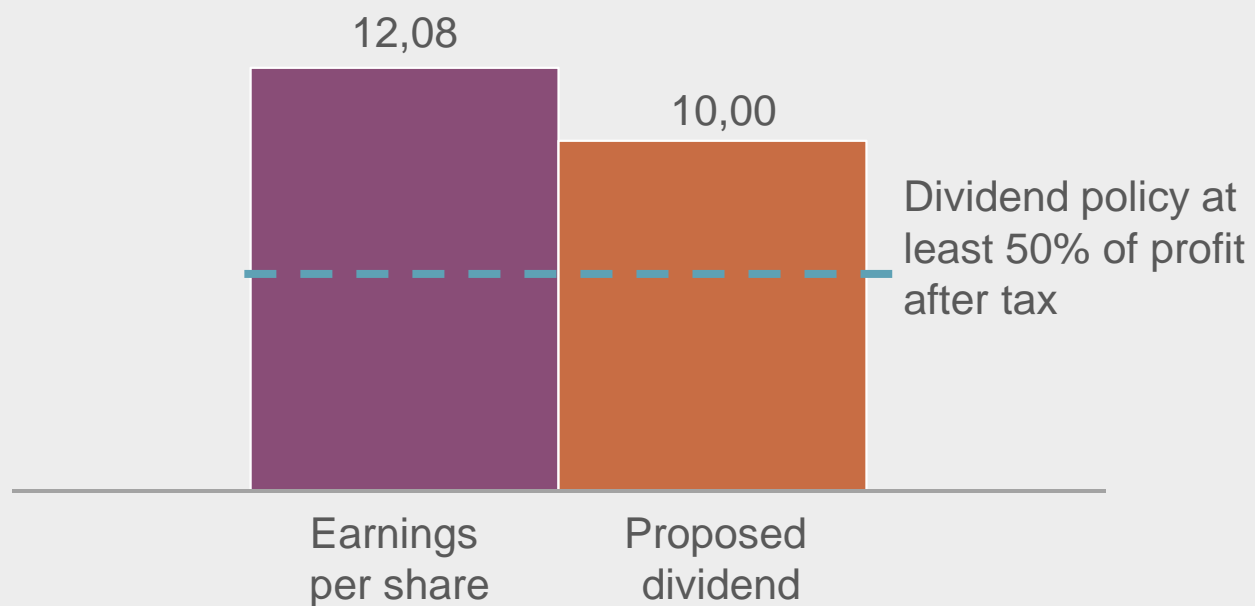 12,08
10,00
Dividend policy at
least 50% of profit
after tax
Earnings
per share
Proposed
dividend